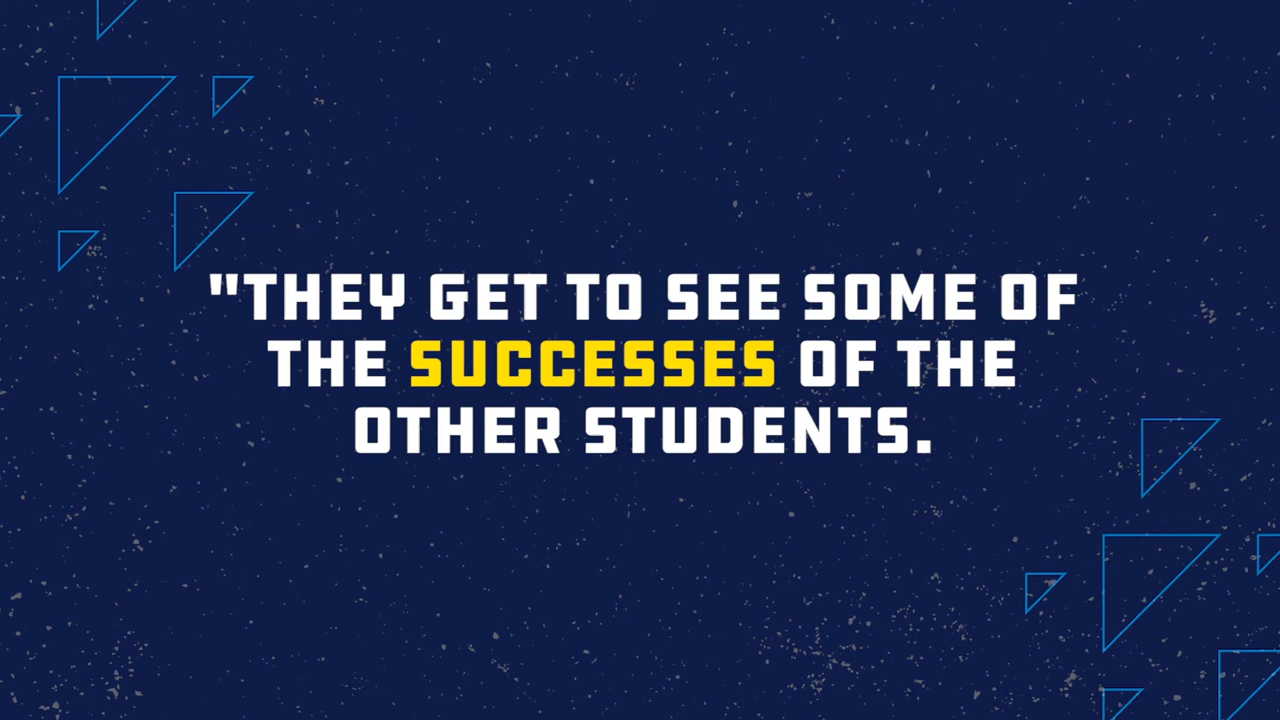 "THEY GET TO SEE SOME OF
THE SUCCESSES OF THE
OTHER STUDENTS.